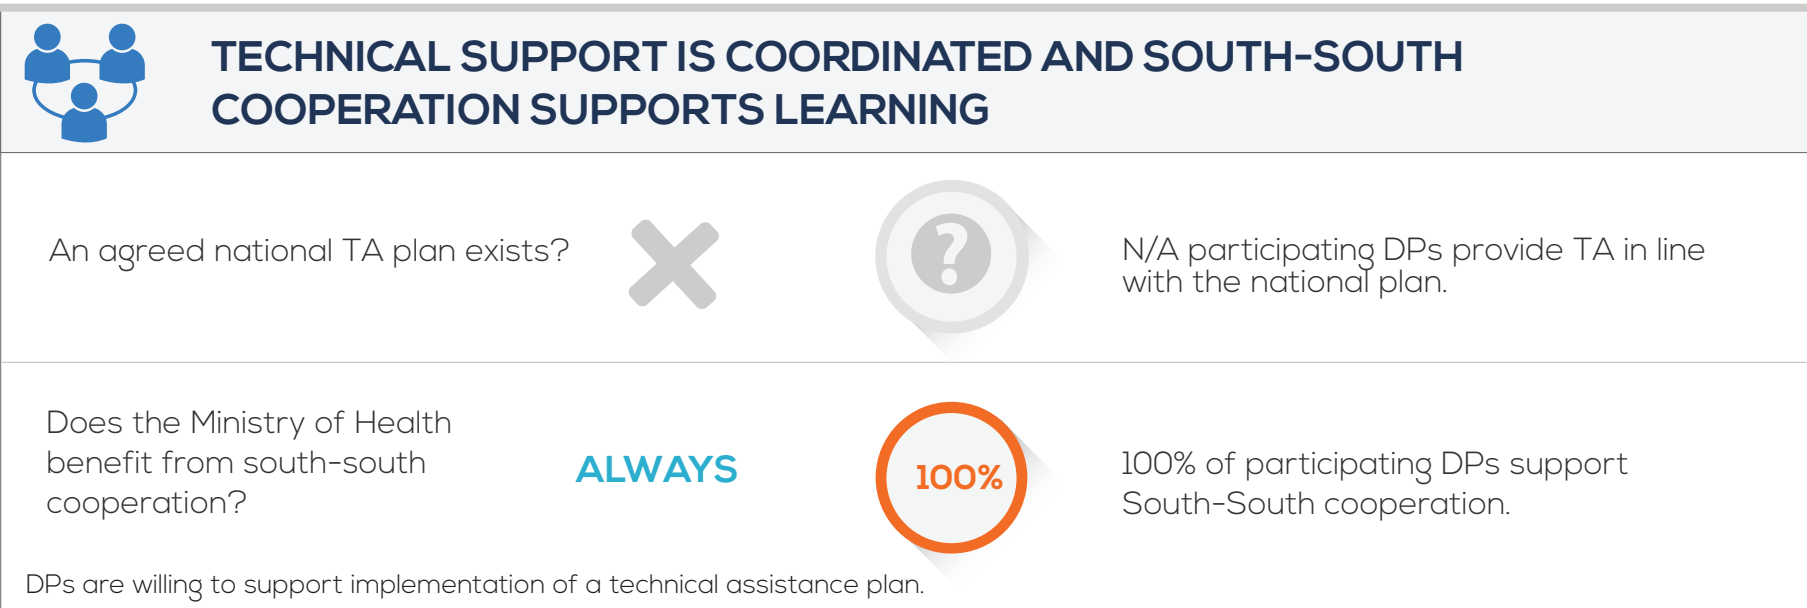 TECHNICAL SUPPORT IS COORDINATED AND SOUTH-SOUTH
COOPERATION SUPPORTS LEARNING
An agreed national TA plan exists?
?
N/A participating DPs provide TA in line
with the national plan.
Does the Ministry of Health
benefit from south-south
cooperation?
ALWAYS
100%
100% of participating DPs support
South-South cooperation.
DPs are willing to support implementation of a technical assistance plan.